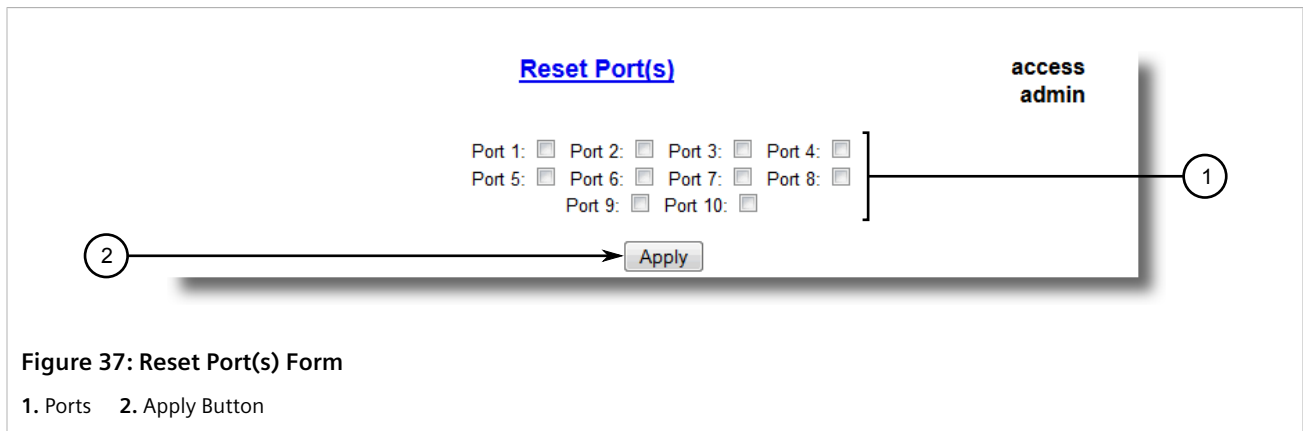 Reset Port(s)
access
admin
Port 1: Port 2: Port 3: Port 4:
Port 5: Port 6: Port 7: Port 8:
Port 9: Port 10:
1
2
Apply
Figure 37: Reset Port(s) Form
1. Ports 2. Apply Button